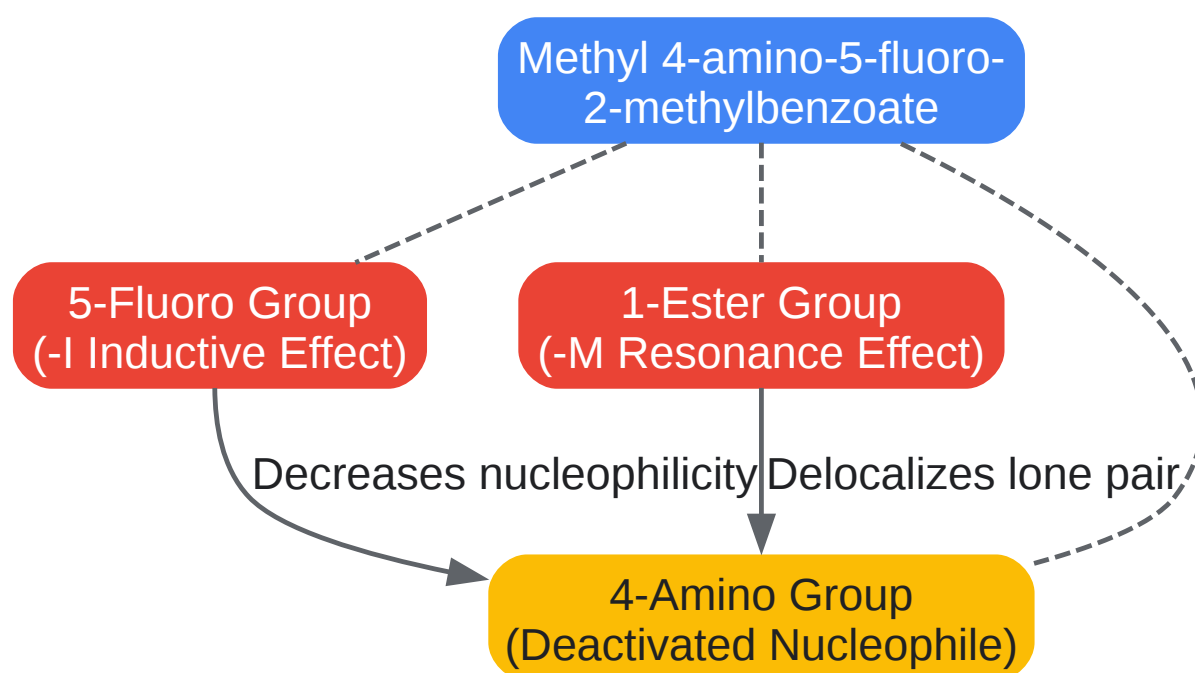 Methyl 4-amino-5-fluoro-
2-methylbenzoate
5-Fluoro Group
(-I Inductive Effect)
1-Ester Group
(-M Resonance Effect)
Decreases nucleophilicity
Delocalizes lone pair
4-Amino Group
(Deactivated Nucleophile)